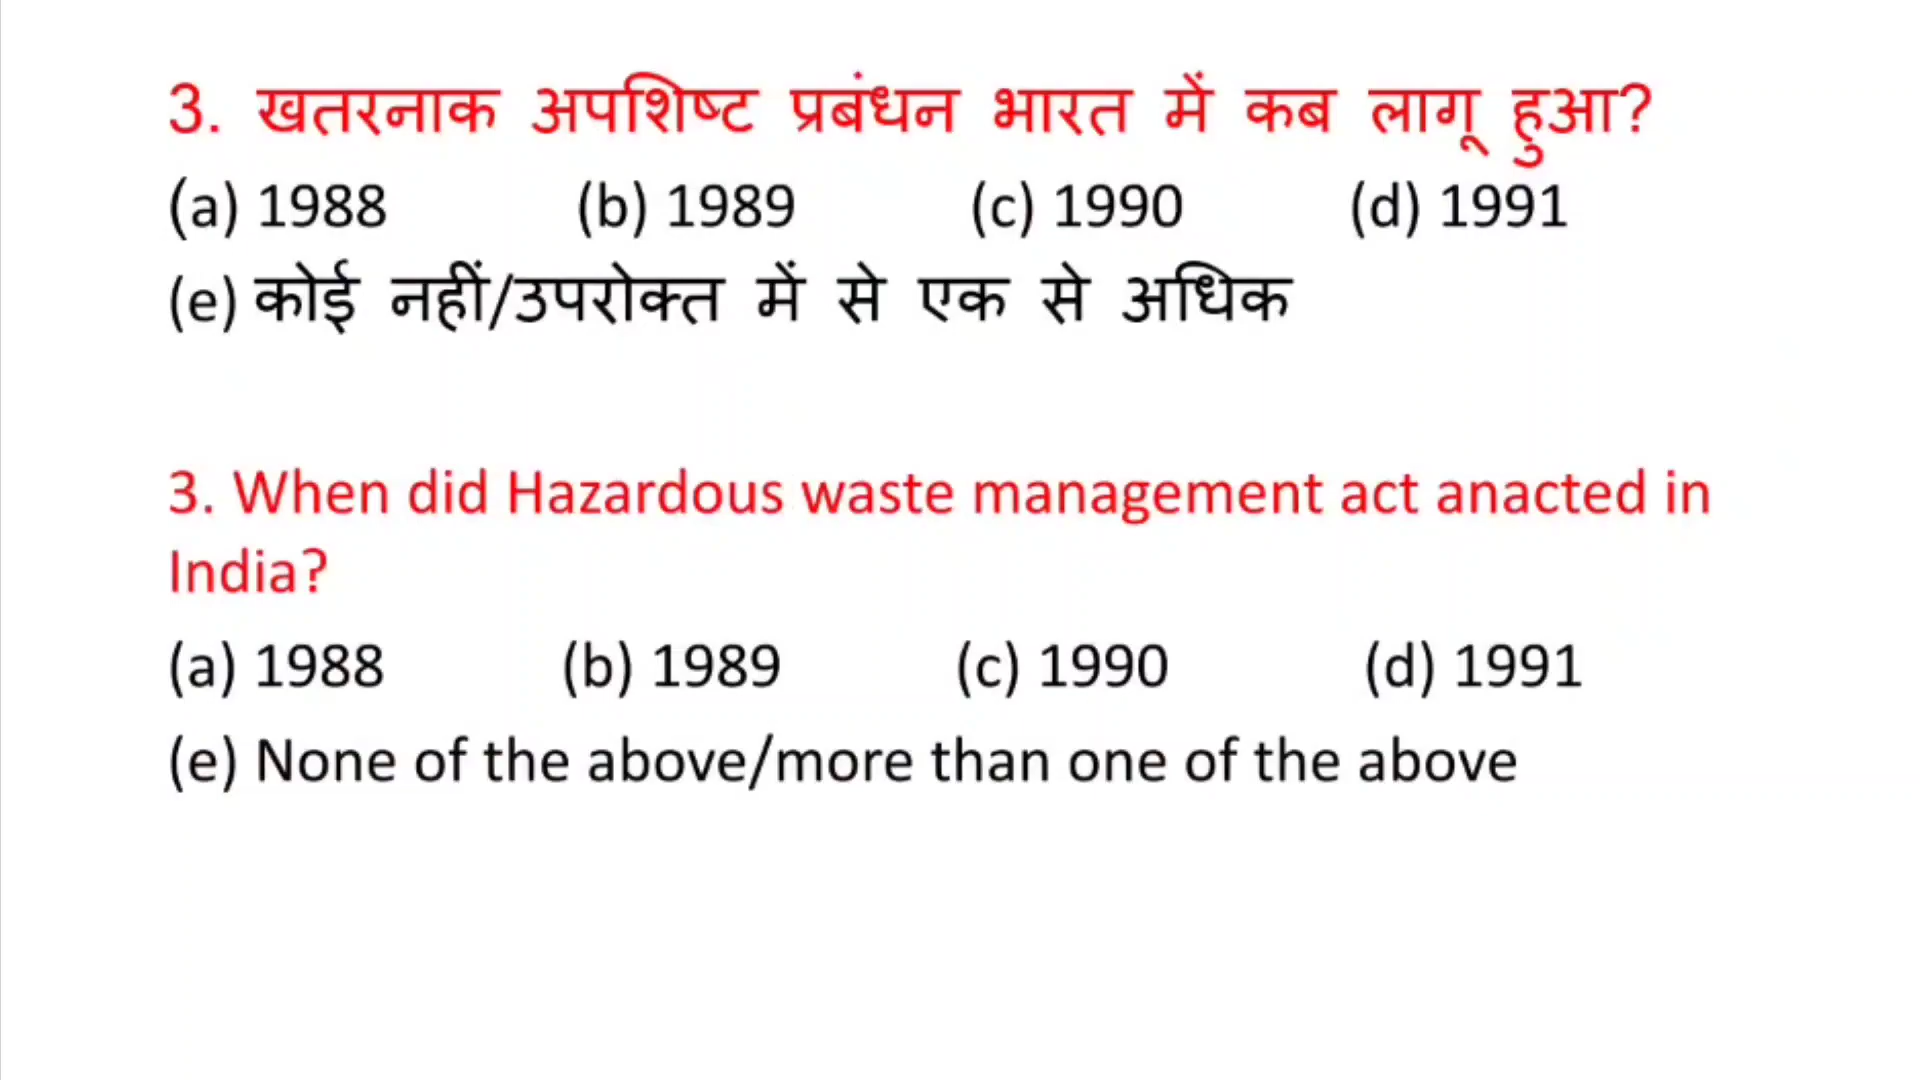 3. खतरनाक अपशिष्ट प्रबंधन भारत में कब लागू हुआ?
(a) 1988 (b) 1989 (c) 1990 (d) 1991
(e) कोई नहीं/उपरोक्त में से एक से अधिक
3. When did Hazardous waste management act anacted in
India?
(a) 1988 (b) 1989 (c) 1990 (d) 1991
(e) None of the above/more than one of the above